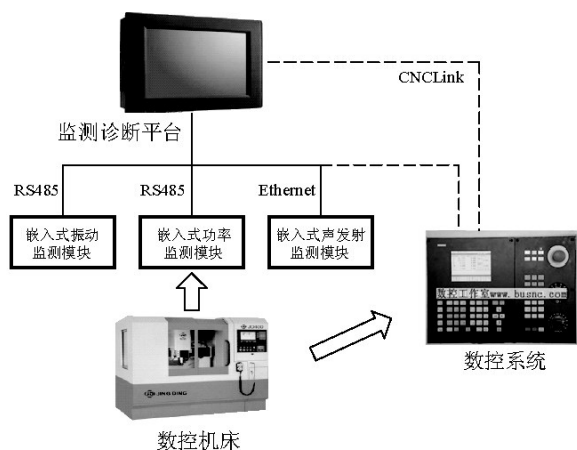 CNCLink
监测诊断平台
RS485
RS485
Ethernet
嵌入式振动
监测模块
嵌入式功率
监测模块
嵌入式声发射
监测模块
数控工作室www.busnc.com
数控系统
JINGDING
数控机床